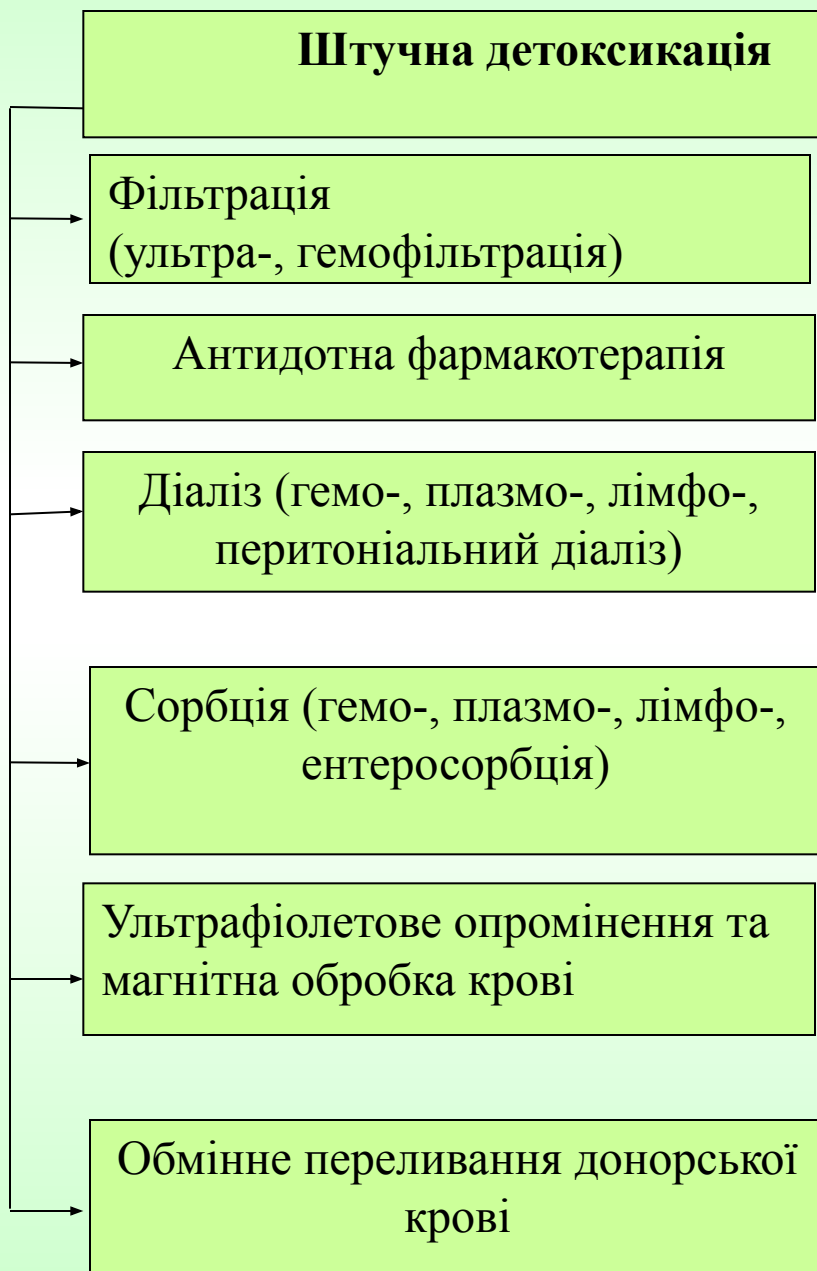 Штучна детоксикація
Фільтрація
(ультра-, гемофільтрація)
Антидотна фармакотерапія
Діаліз (гемо-, плазмо-, лімфо-,
перитоніальний діаліз)
Сорбція (гемо-, плазмо-, лімфо-,
ентеросорбція)
Ультрафіолетове опромінення та
магнітна обробка крові
Обмінне переливання донорської
крові